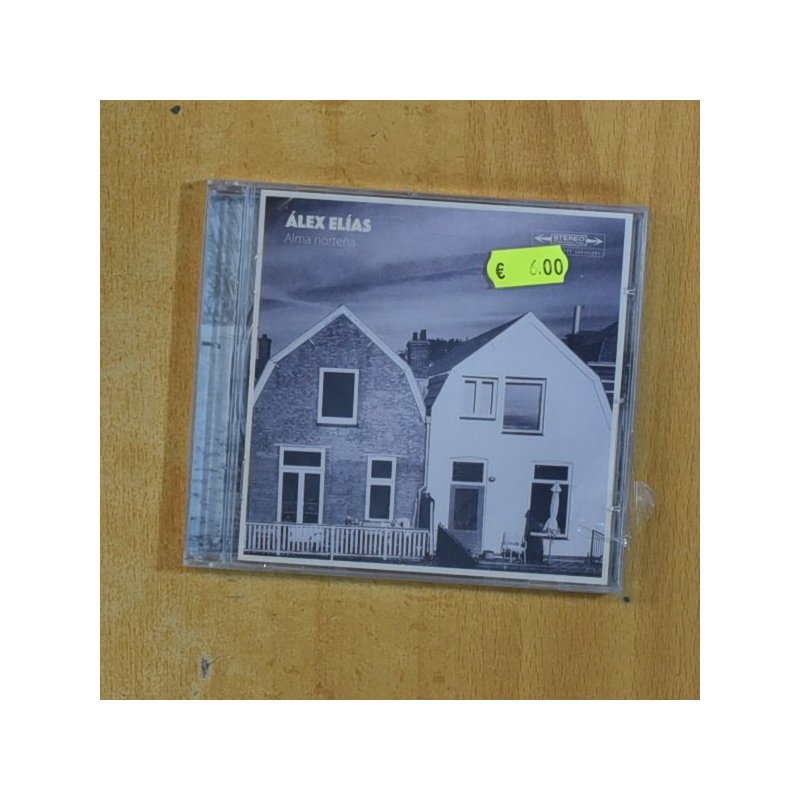 ÁLEX ELÍAS
Alma norteña
STEREO
€ 6.00